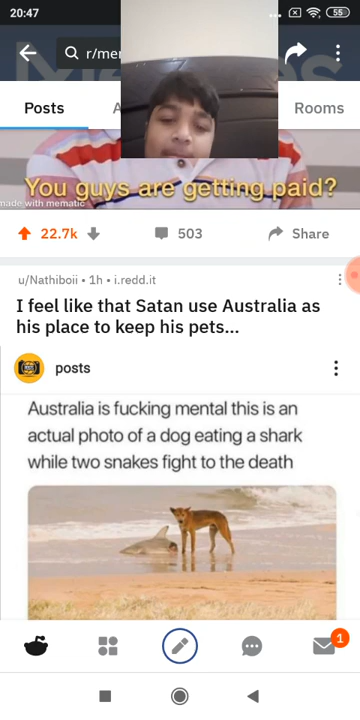 20:47
55
r/mer
Posts
A
Rooms
You guys are getting paid?
made with mematic
22.7k
503
Share
u/Nathiboii • 1h • i.redd.it
I feel like that Satan use Australia as
his place to keep his pets...
posts
Australia is fucking mental this is an
actual photo of a dog eating a shark
while two snakes fight to the death
1